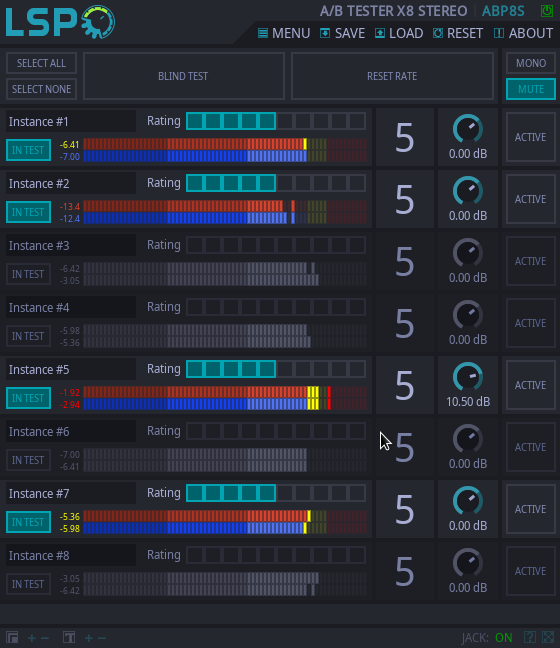 LSP
A/B TESTER X8 STEREO ABP8S
MENU SAVE LOAD RESET ABOUT
SELECT ALL
SELECT NONE
BLIND TEST
RESET RATE
MONO
MUTE
Instance #1 Rating
IN TEST -6.41
-7.00
5
0.00 dB
ACTIVE
Instance #2 Rating
IN TEST -13.4
-12.4
5
0.00 dB
ACTIVE
Instance #3 Rating
IN TEST -6.42
-3.05
5
0.00 dB
ACTIVE
Instance #4 Rating
IN TEST -5.98
-5.36
5
0.00 dB
ACTIVE
Instance #5 Rating
IN TEST -1.92
-2.94
5
10.50 dB
ACTIVE
Instance #6 Rating
IN TEST -7.00
-6.41
5
0.00 dB
ACTIVE
Instance #7 Rating
IN TEST -5.36
-5.98
5
0.00 dB
ACTIVE
Instance #8 Rating
IN TEST -3.05
-6.42
5
0.00 dB
ACTIVE
+ - T + - JACK: ON ?